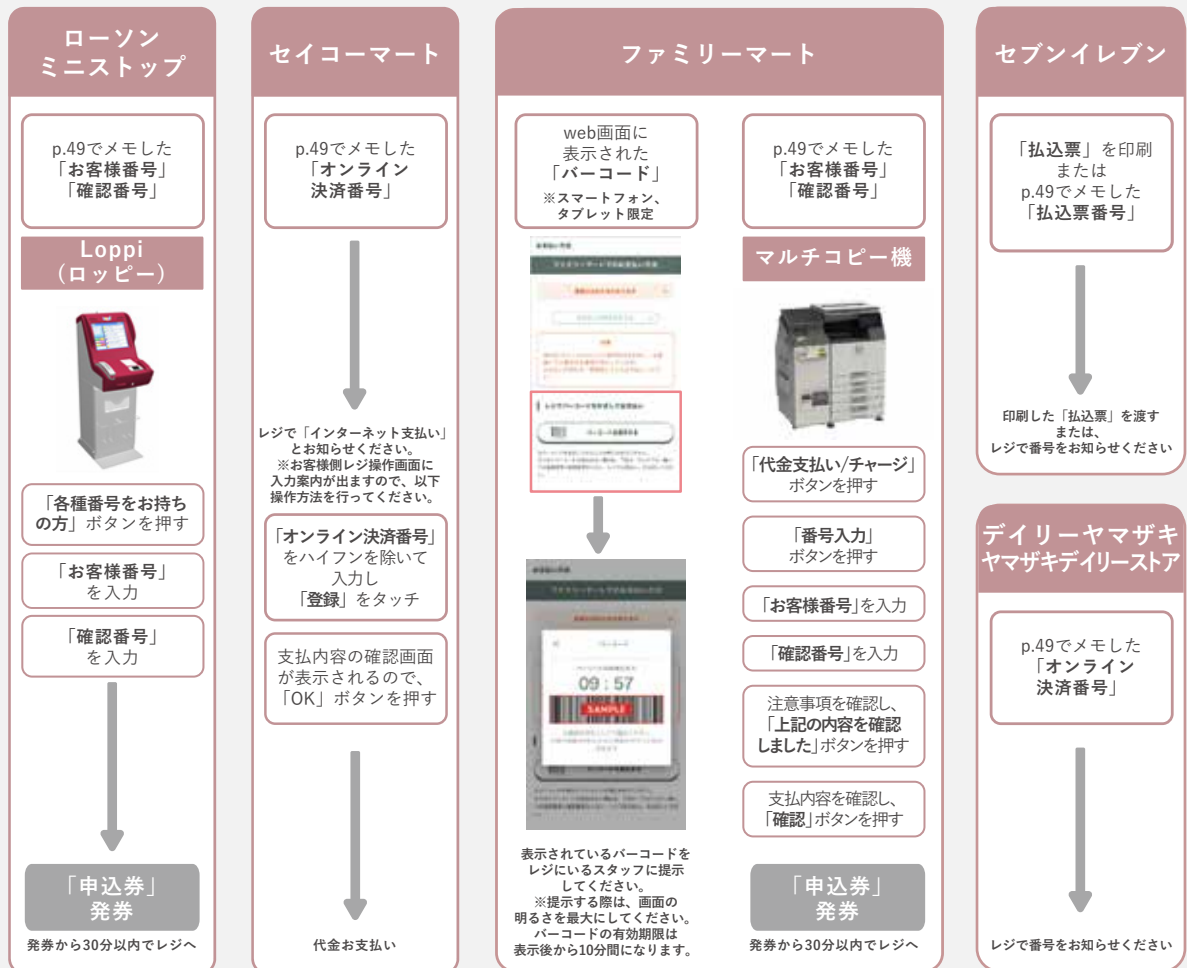 ローソン
ミニストップ
p.49でメモした
「お客様番号」
「確認番号」
Loppi
（ロッピー）
「各種番号をお持ち
の方」ボタンを押す
「お客様番号」
を入力
「確認番号」
を入力
「申込券」
発券
発券から30分以内でレジへ
セイコーマート
p.49でメモした
「オンライン
決済番号」
レジで「インターネット支払い」
とお知らせください。
※お客様側レジ操作画面に
入力案内が出ますので、以下
操作方法を行ってください。
「オンライン決済番号」
をハイフンを除いて
入力し
「登録」をタッチ
支払内容の確認画面
が表示されるので、
「OK」ボタンを押す
代金お支払い
ファミリーマート
web画面に
表示された
「バーコード」
※スマートフォン、
タブレット限定
09：57
SAMPLE
表示されているバーコードを
レジにいるスタッフに提示
してください。
※提示する際は、画面の
明るさを最大にしてください。
バーコードの有効期限は
表示後から10分間になります。
p.49でメモした
「お客様番号」
「確認番号」
マルチコピー機
「代金支払い/チャージ」
ボタンを押す
「番号入力」
ボタンを押す
「お客様番号」を入力
「確認番号」を入力
注意事項を確認し、
「上記の内容を確認
しました」ボタンを押す
支払内容を確認し、
「確認」ボタンを押す
「申込券」
発券
発券から30分以内でレジへ
セブンイレブン
「払込票」を印刷
または
p.49でメモした
「払込票番号」
印刷した「払込票」を渡す
または、
レジで番号をお知らせください
デイリーヤマザキ
ヤマザキデイリーストア
p.49でメモした
「オンライン
決済番号」
レジで番号をお知らせください